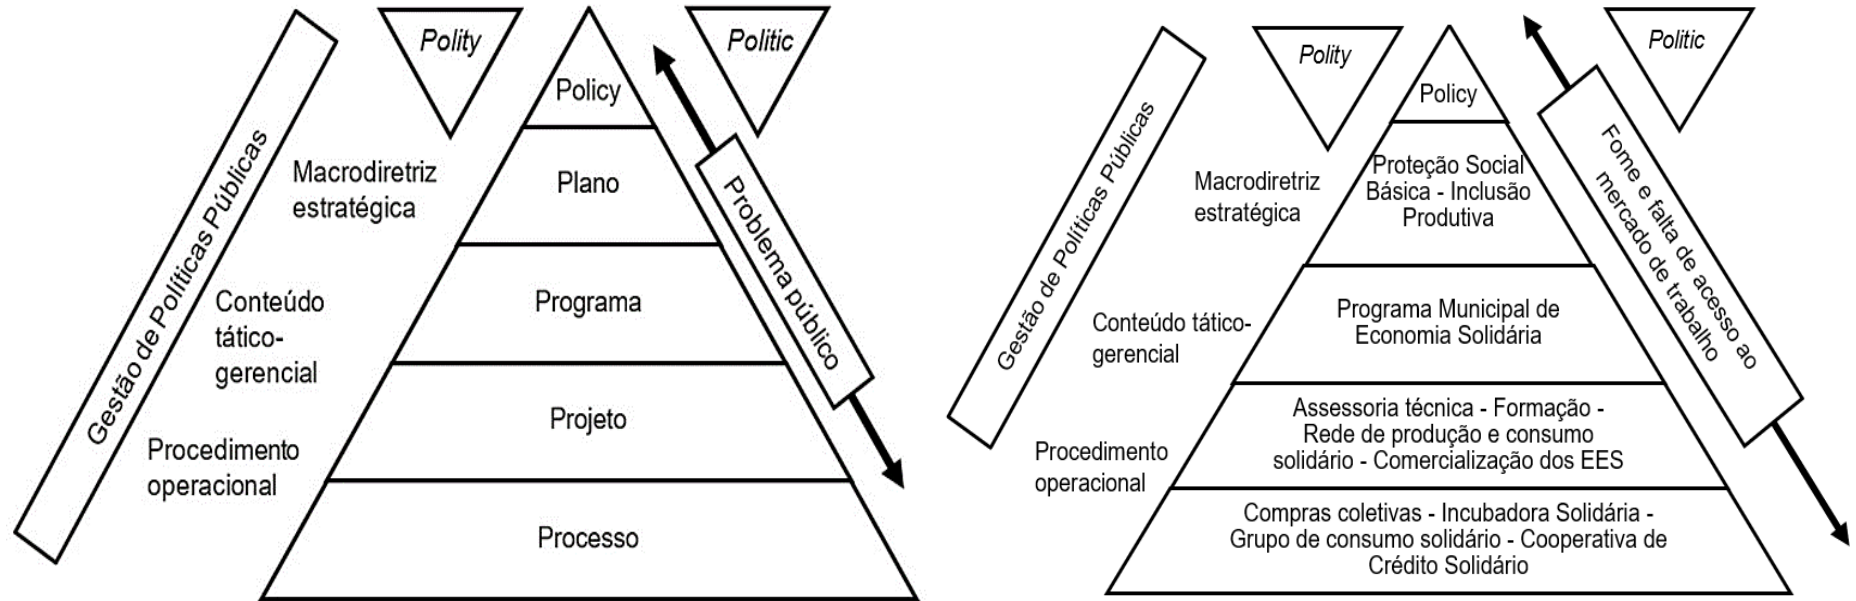 Gestão de Políticas Públicas
Polity
Politic
Policy
Macrodiretriz
estratégica
Plano
Problema público
Conteúdo
tático-
gerencial
Programa
Projeto
Procedimento
operacional
Processo
Gestão de Políticas Públicas
Polity
Politic
Policy
Macrodiretriz
estratégica
Proteção Social
Básica - Inclusão
Produtiva
Fome e falta de acesso ao
mercado de trabalho
Conteúdo tático-
gerencial
Programa Municipal de
Economia Solidária
Assessoria técnica - Formação -
Rede de produção e consumo
solidário - Comercialização dos EES
Procedimento
operacional
Compras coletivas - Incubadora Solidária -
Grupo de consumo solidário - Cooperativa de
Crédito Solidário